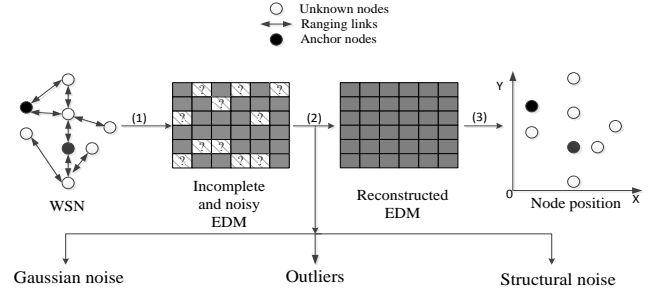 Unknown nodes
Ranging links
Anchor nodes
(1)
(2)
(3)
? ? ?
?
? ?
? ?
? ? ?
Y
0
X
WSN
Incomplete
and noisy
EDM
Reconstructed
EDM
Node position
Gaussian noise
Outliers
Structural noise